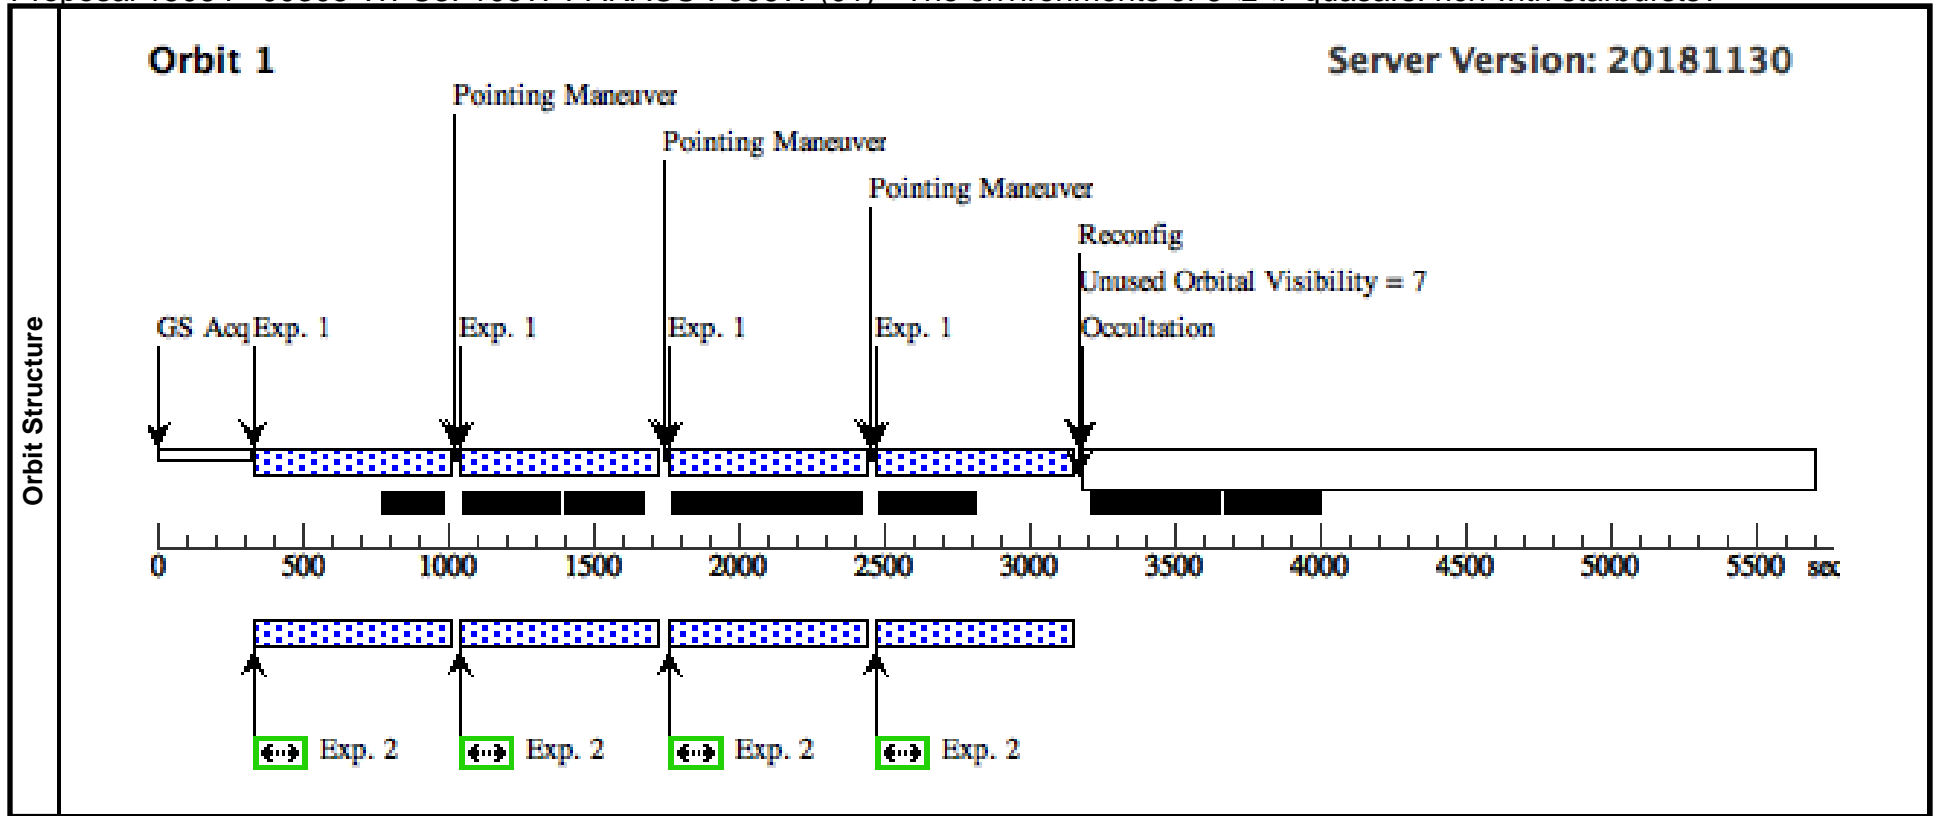 Orbit 1
Server Version: 20181130
Pointing Maneuver
Pointing Maneuver
Pointing Maneuver
Reconfig
Unused Orbital Visibility = 7
GS Acq Exp. 1 Exp. 1 Exp. 1 Exp. 1 Occultation
Orbit Structure
0 500 1000 1500 2000 2500 3000 3500 4000 4500 5000 5500 sec
Exp. 2 Exp. 2 Exp. 2 Exp. 2